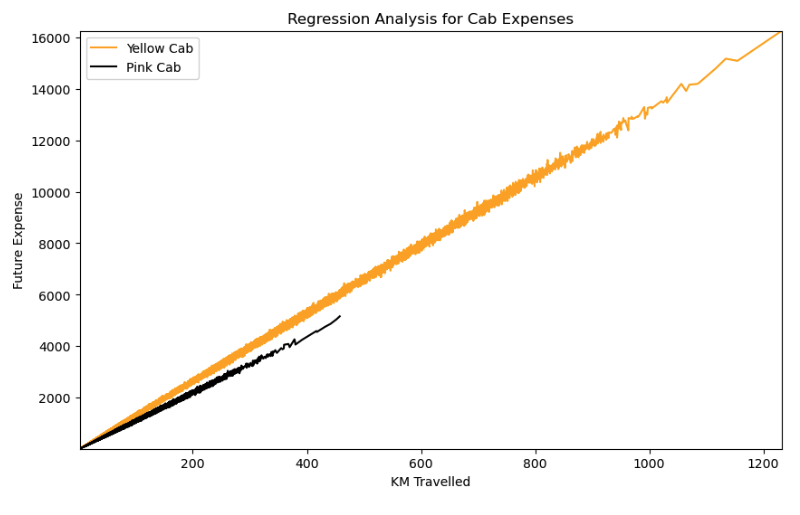 Regression Analysis for Cab Expenses
Yellow Cab
Pink Cab
16000
14000
12000
10000
8000
6000
4000
2000
Future Expense
200 400 600 800 1000 1200
KM Travelled